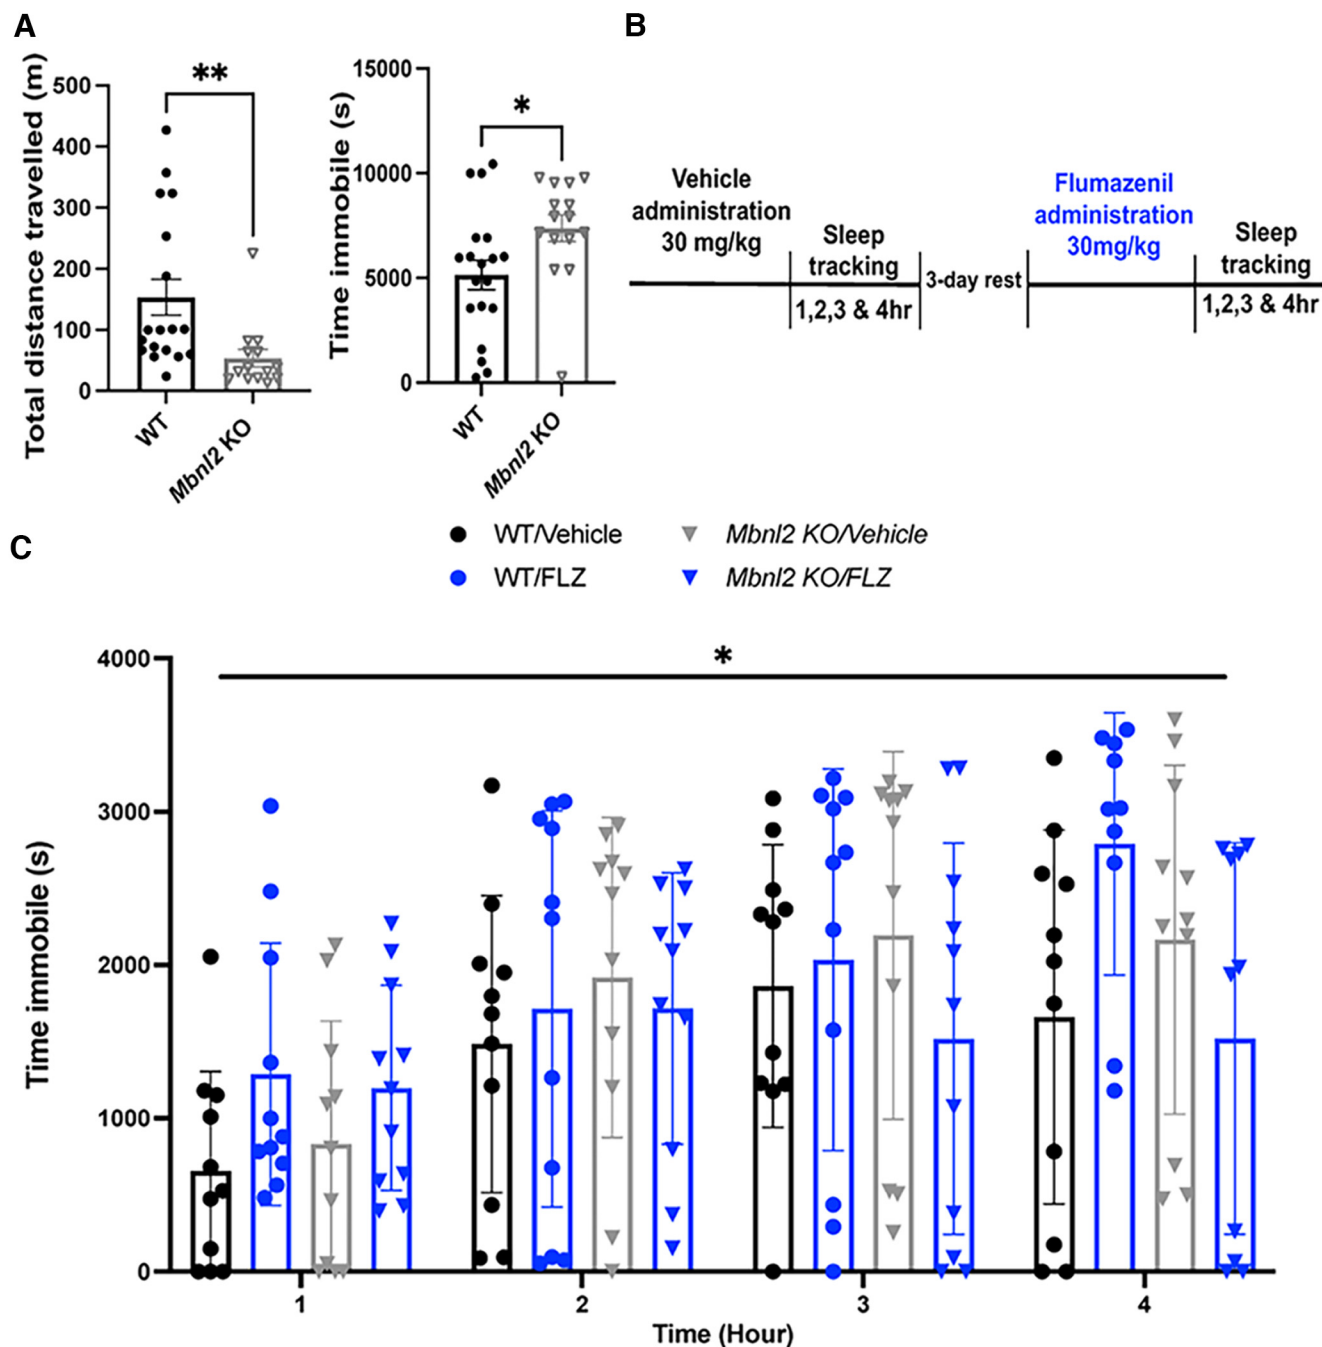 A
Total distance travelled (m)
500
400
300
200
100
0
**
WT
Mbnl2 KO
Time immobile (s)
15000
10000
5000
0
*
WT
Mbnl2 KO
B
Vehicle
administration
30 mg/kg
Sleep
tracking
1,2,3 & 4hr
3-day rest
Flumazenil
administration
30mg/kg
Sleep
tracking
1,2,3 & 4hr
C
WT/Vehicle
Mbnl2 KO/Vehicle
WT/FLZ
Mbnl2 KO/FLZ
Time immobile (s)
4000
3000
2000
1000
0
*
1
2
3
4
Time (Hour)